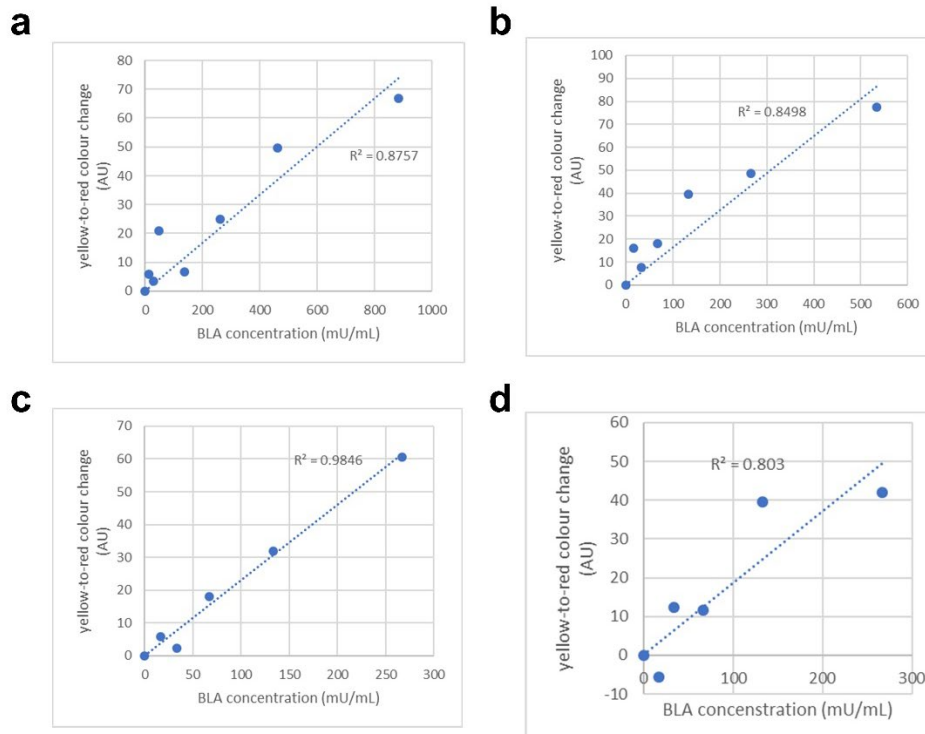 a
80
70
60
50
40
30
20
10
0
yellow-to-red colour change
(AU)
R² = 0.8757
0 200 400 600 800 1000
BLA concentration (mU/mL)
b
100
90
80
70
60
50
40
30
20
10
0
yellow-to-red colour change
(AU)
R² = 0.8498
0 100 200 300 400 500 600
BLA concentration (mU/mL)
c
70
60
50
40
30
20
10
0
yellow-to-red colour change
(AU)
R² = 0.9846
0 50 100 150 200 250 300
BLA concentration (mU/mL)
d
60
50
40
30
20
10
0
-10
yellow-to-red colour change
(AU)
R² = 0.803
0 100 200 300
BLA concenstration (mU/mL)